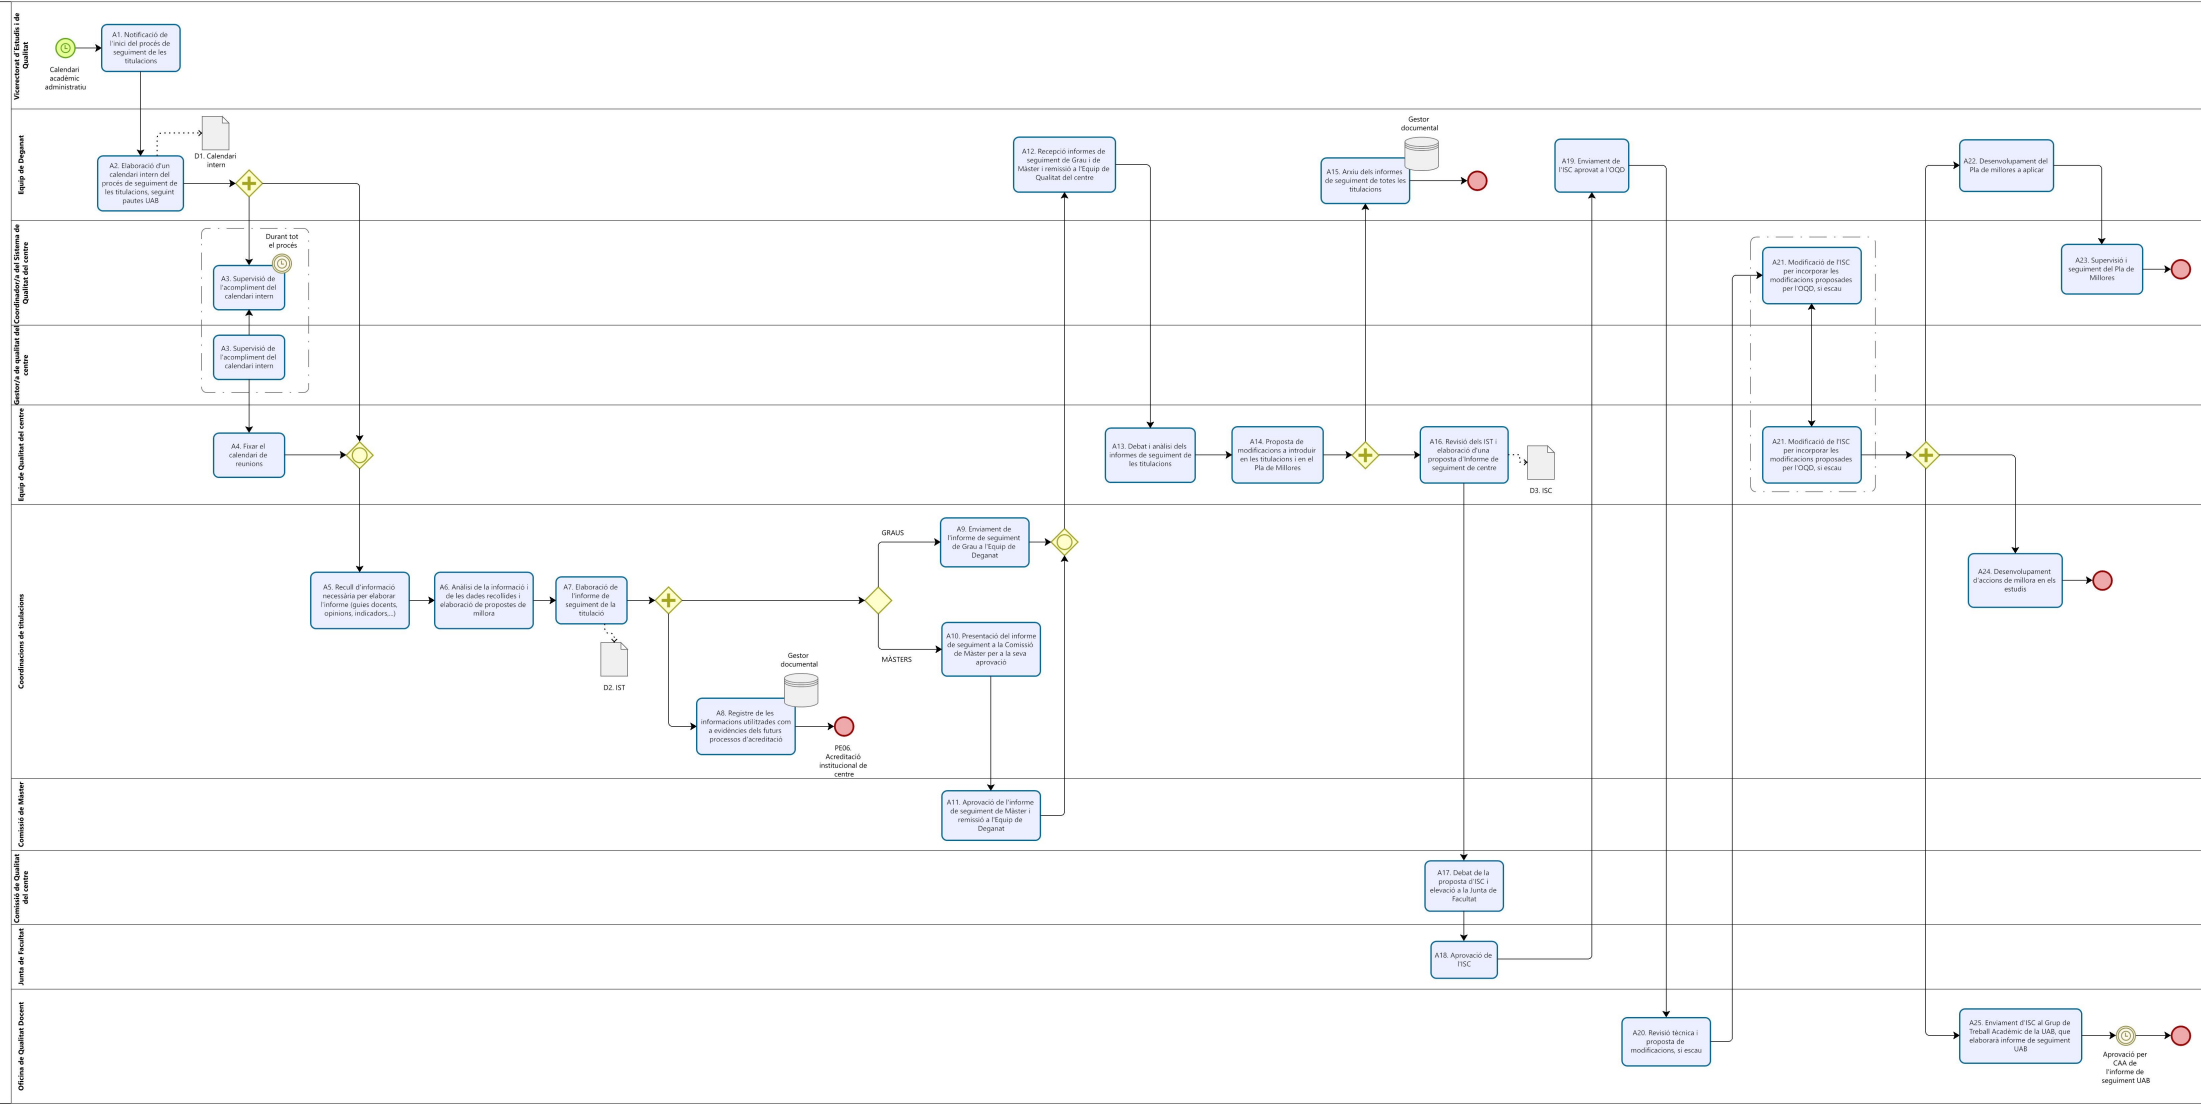 Vicerectorat d'Estudis i de
Qualitat
Calendari
acadèmic
administratiu
A1. Notificació de
l'inici del procés de
seguiment de les
titulacions
Equip de Deganat
A2. Elaboració d'un
calendari intern del
procés de seguiment de
les titulacions, seguint
pautes UAB
D1. Calendari
intern
A12. Recepció informes de
seguiment de Grau i de
Màster i remissió a l'Equip de
Qualitat del centre
Gestor
documental
A15. Arxiu dels informes
de seguiment de totes les
titulacions
A19. Enviament de
l'ISC aprovat a l'OQD
A22. Desenvolupament del
Pla de millores a aplicar
Coordinador/a del Sistema de
Qualitat del centre
Durant tot
el procés
A3. Supervisió de
l'acompliment del
calendari intern
A21. Modificació de l'ISC
per incorporar les
modificacions proposades
per l'OQD, si escau
A23. Supervisió i
seguiment del Pla de
Millores
Gestor/a de qualitat del
centre
A3. Supervisió de
l'acompliment del
calendari intern
Equip de Qualitat del centre
A4. Fixar el
calendari de
reunions
A13. Debat i anàlisi dels
informes de seguiment de
les titulacions
A14. Proposta de
modificacions a introduir
en les titulacions i en el
Pla de Millores
A16. Revisió dels IST i
elaboració d'una
proposta d'Informe de
seguiment de centre
D3. ISC
A21. Modificació de l'ISC
per incorporar les
modificacions proposades
per l'OQD, si escau
Coordinacions de titulacions
A5. Recull d'informació
necessària per elaborar
l'informe (guies docents,
opinions, indicadors,...)
A6. Anàlisi de la informació i
de les dades recollides i
elaboració de propostes de
millora
A7. Elaboració de
l'informe de
seguiment de la
titulació
D2. IST
Gestor
documental
A8. Registre de les
informacions utilitzades com
a evidències dels futurs
processos d'acreditació
PE06.
Acreditació
institucional de
centre
GRAUS
MÀSTERS
A9. Enviament de
l'informe de seguiment
de Grau a l'Equip de
Deganat
A10. Presentació del informe
de seguiment a la Comissió
de Màster per a la seva
aprovació
A24. Desenvolupament
d'accions de millora en els
estudis
Comissió de Màster
A11. Aprovació de l'informe
de seguiment de Màster i
remissió a l'Equip de
Deganat
Comissió de Qualitat
del centre
A17. Debat de la
proposta d'ISC i
elevació a la Junta de
Facultat
Junta de Facultat
A18. Aprovació de
l'ISC
Oficina de Qualitat Docent
A20. Revisió tècnica i
proposta de
modificacions, si escau
A25. Enviament d'ISC al Grup de
Treball Acadèmic de la UAB, que
elaborarà informe de seguiment
UAB
Aprovació per
CAA de
l'informe de
seguiment UAB